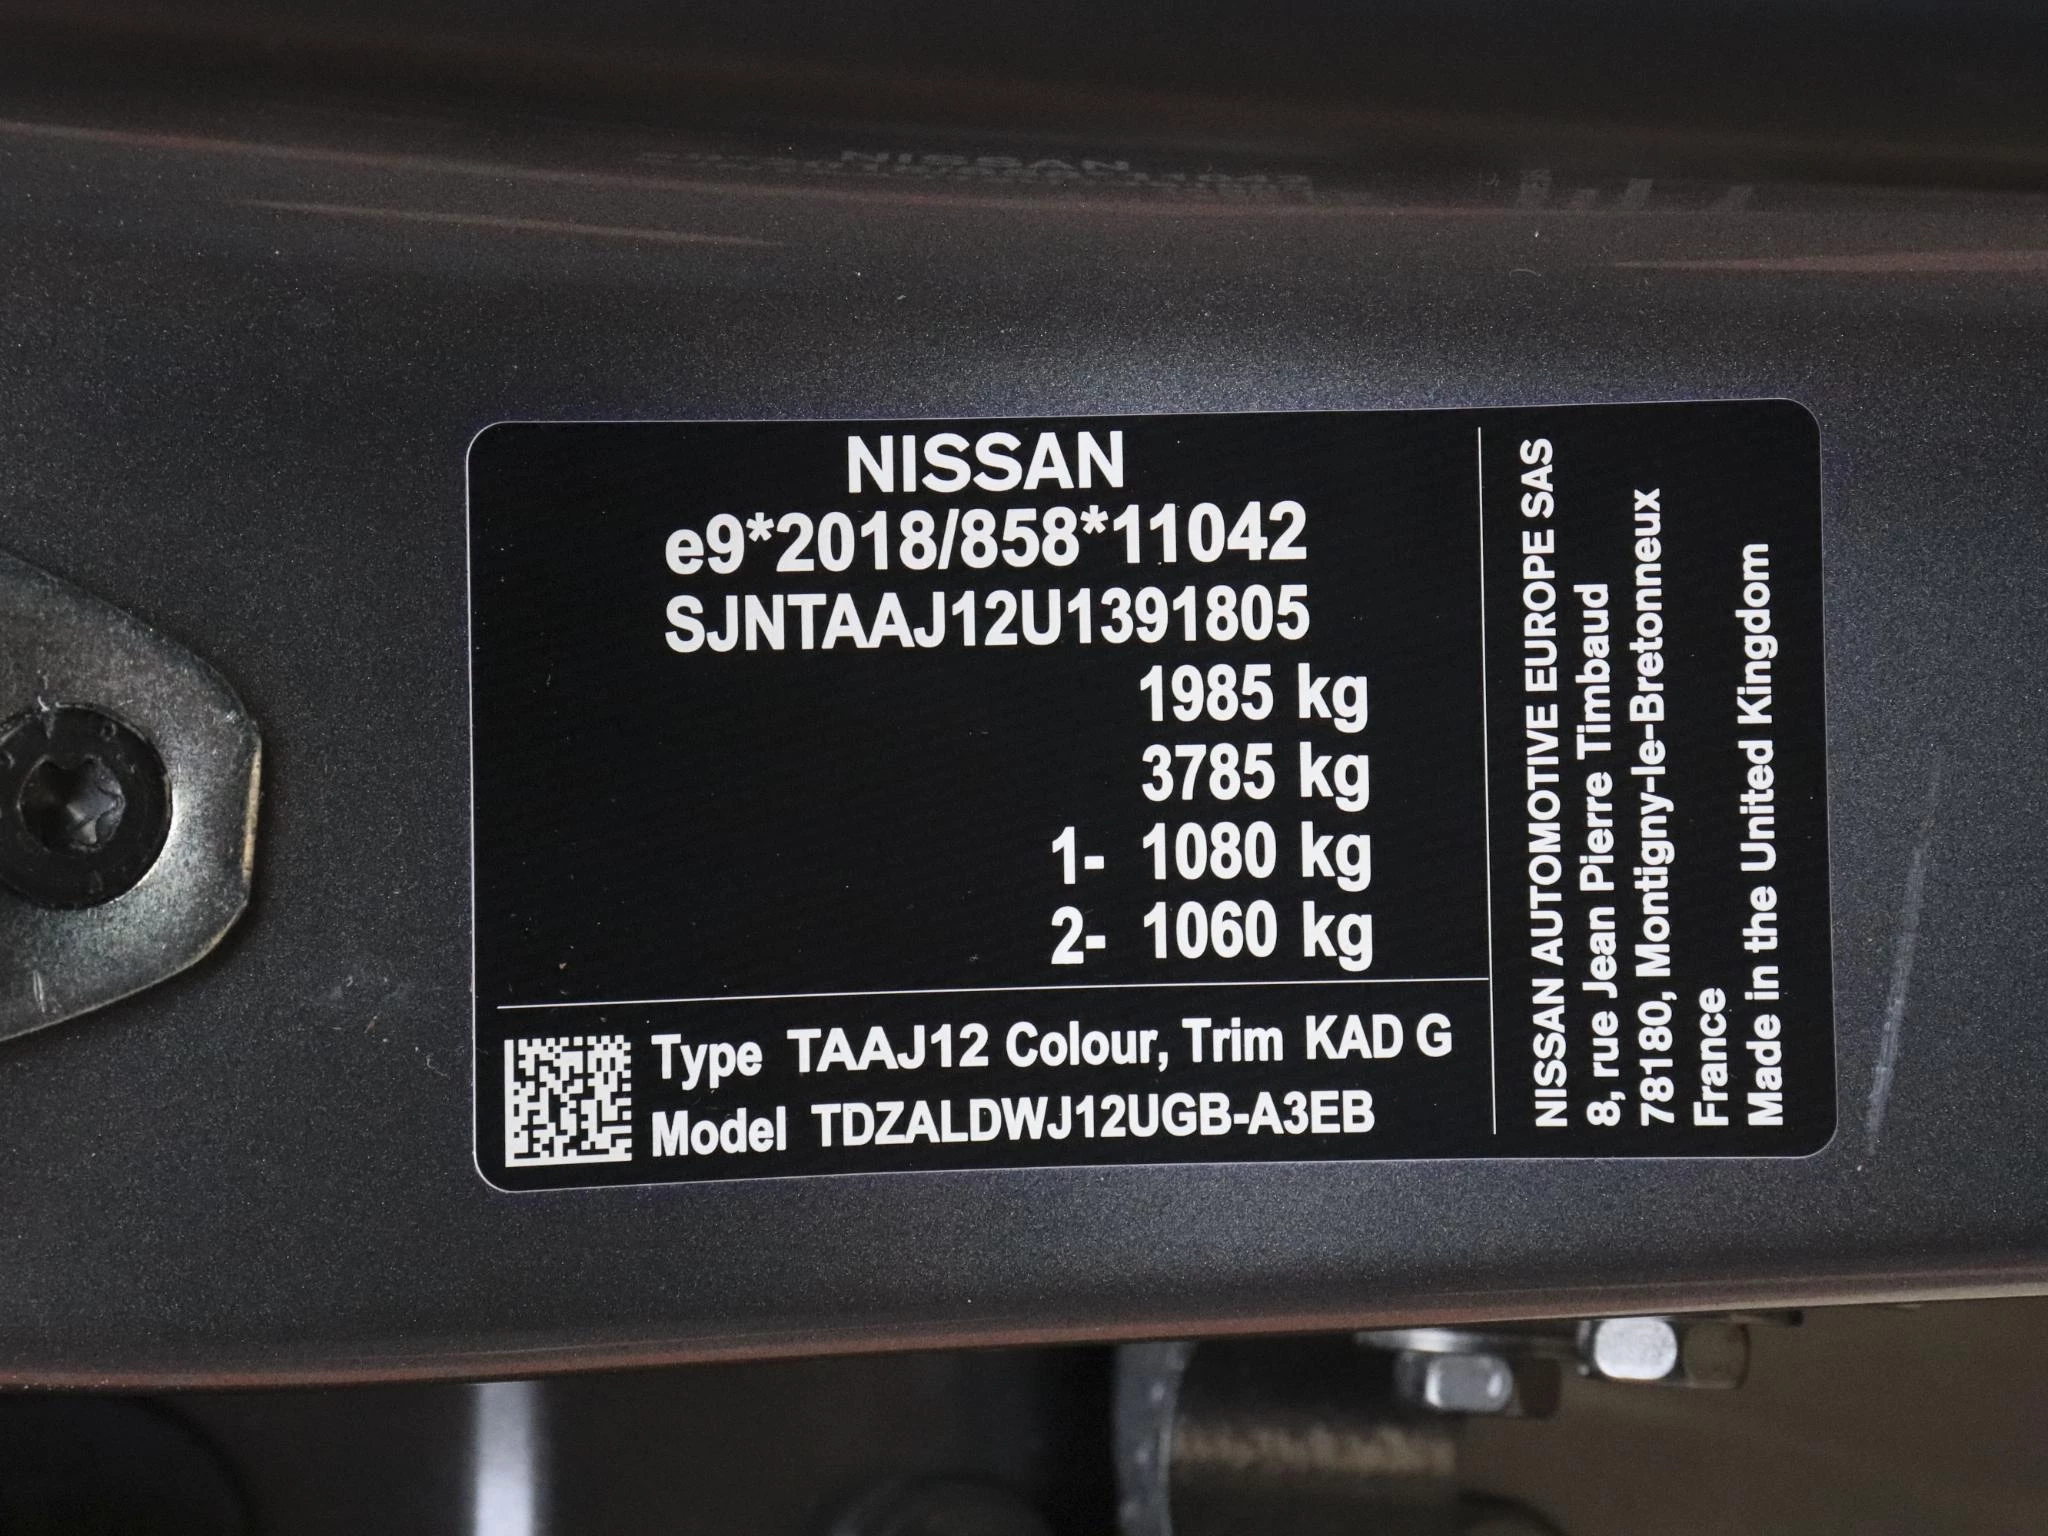 NISSAN
e9*2018/858*11042
SJNTAAJ12U1391805
1985 kg
3785 kg
1- 1080 kg
2- 1060 kg
Type TAAJ12 Colour, Trim KAD G
Model TDZALDWJ12UGB-A3EB
NISSAN AUTOMOTIVE EUROPE SAS
8, rue Jean Pierre Timbaud
78180, Montigny-le-Bretonneux
France
Made in the United Kingdom